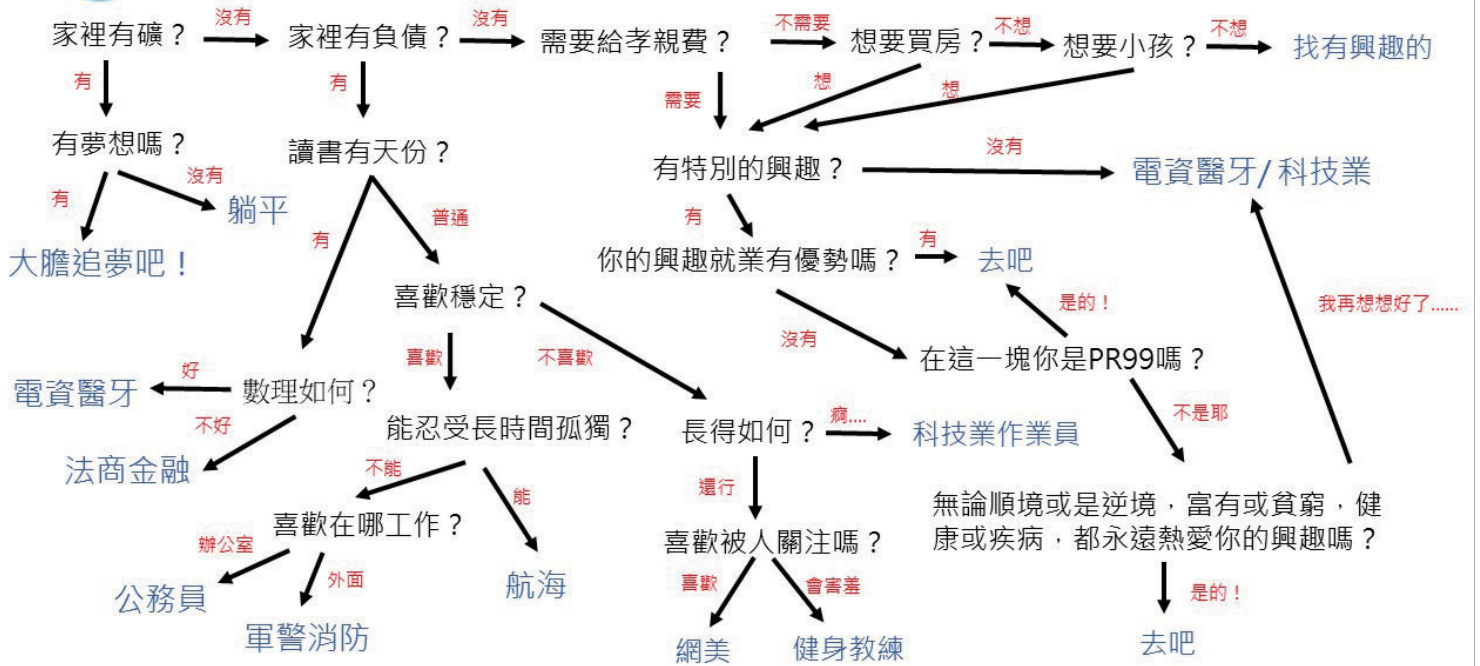 家裡有礦？
沒有
家裡有負債？
沒有
需要給孝親費？
不需要
想要買房？
不想
想要小孩？
不想
找有興趣的
有
有
需要
想
想
有夢想嗎？
讀書有天份？
有特別的興趣？
沒有
電資醫牙/科技業
有
沒有
躺平
大膽追夢吧！
有
普通
有
你的興趣就業有優勢嗎？
有
去吧
喜歡穩定？
是的！
我再想想好了......
喜歡
不喜歡
沒有
在這一塊你是PR99嗎？
電資醫牙
好
數理如何？
不好
法商金融
能忍受長時間孤獨？
長得如何？
痾....
科技業作業員
不是耶
不能
能
還行
無論順境或是逆境，富有或貧窮，健
康或疾病，都永遠熱愛你的興趣嗎？
喜歡在哪工作？
喜歡被人關注嗎？
辦公室
外面
航海
喜歡
會害羞
是的！
公務員
軍警消防
網美
健身教練
去吧